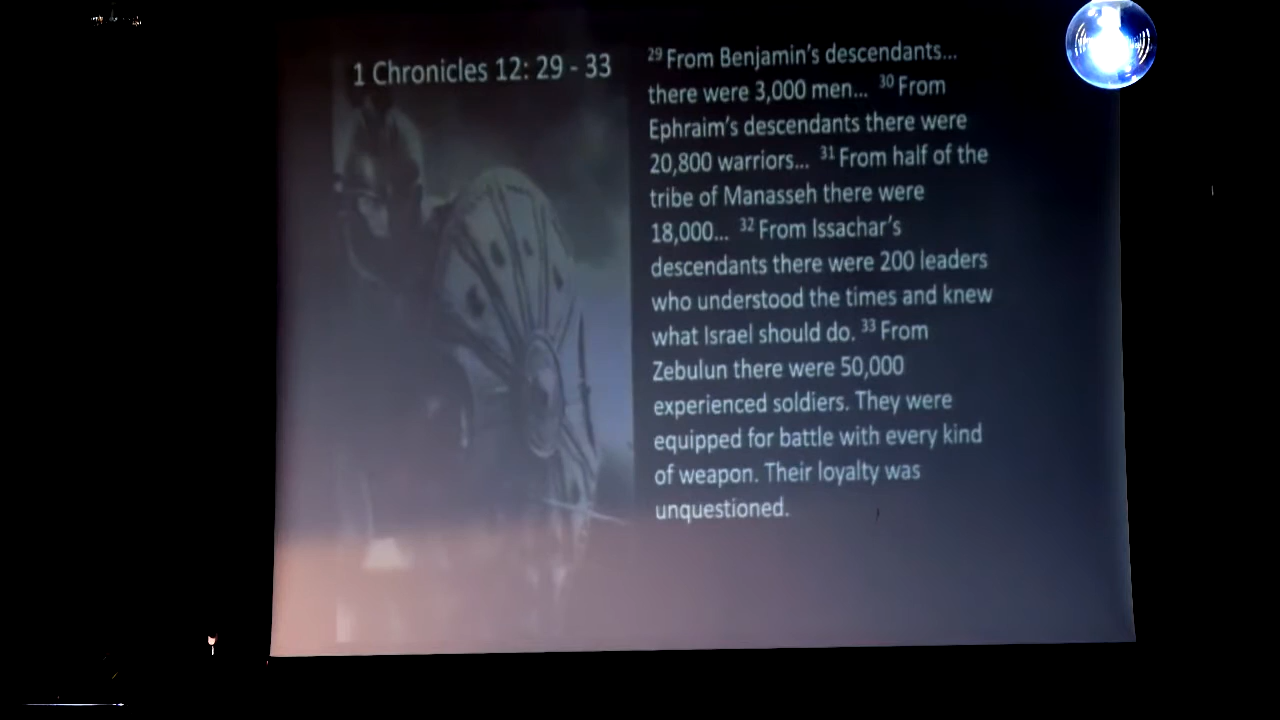 1 Chronicles 12: 29 - 33
29 From Benjamin's descendants...
there were 3,000 men... 30 From
Ephraim's descendants there were
20,800 warriors... 31 From half of the
tribe of Manasseh there were
18,000... 32 From Issachar's
descendants there were 200 leaders
who understood the times and knew
what Israel should do. 33 From
Zebulun there were 50,000
experienced soldiers. They were
equipped for battle with every kind
of weapon. Their loyalty was
unquestioned.